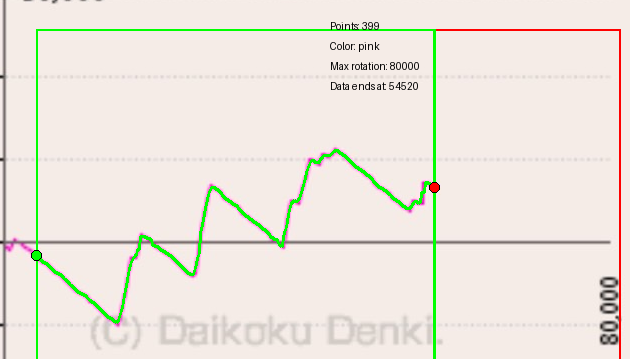 Points: 399
Color: pink
Max rotation: 80000
Data ends at: 54520
80,000
(C) Daikoku Denki.